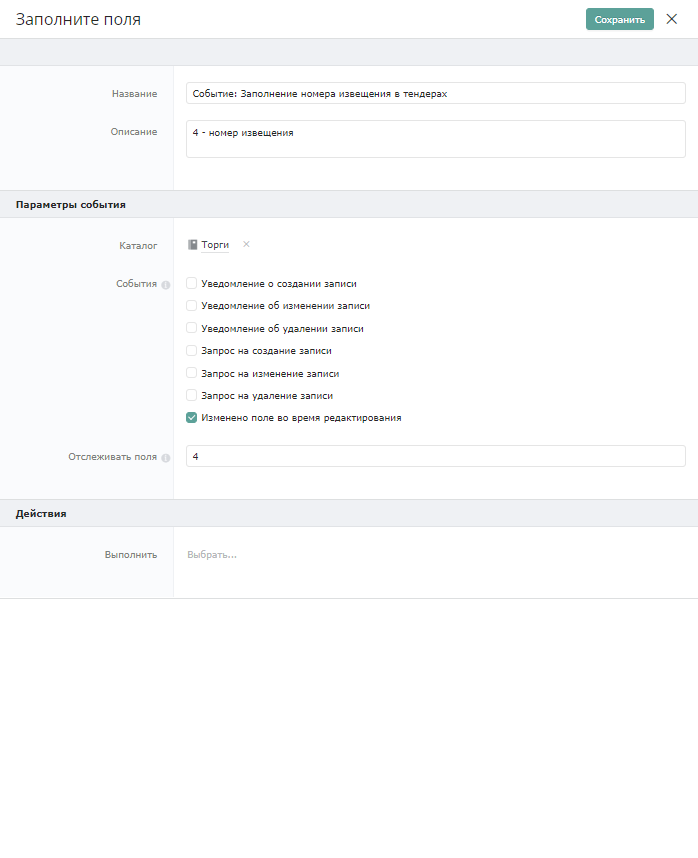 Заполните поля
Сохранить
Название
Событие: Заполнение номера извещения в тендерах
Описание
4 - номер извещения
Параметры события
Каталог
Торги
События
Уведомление о создании записи
Уведомление об изменении записи
Уведомление об удалении записи
Запрос на создание записи
Запрос на изменение записи
Запрос на удаление записи
Изменено поле во время редактирования
Отслеживать поля
4
Действия
Выполнить
Выбрать...